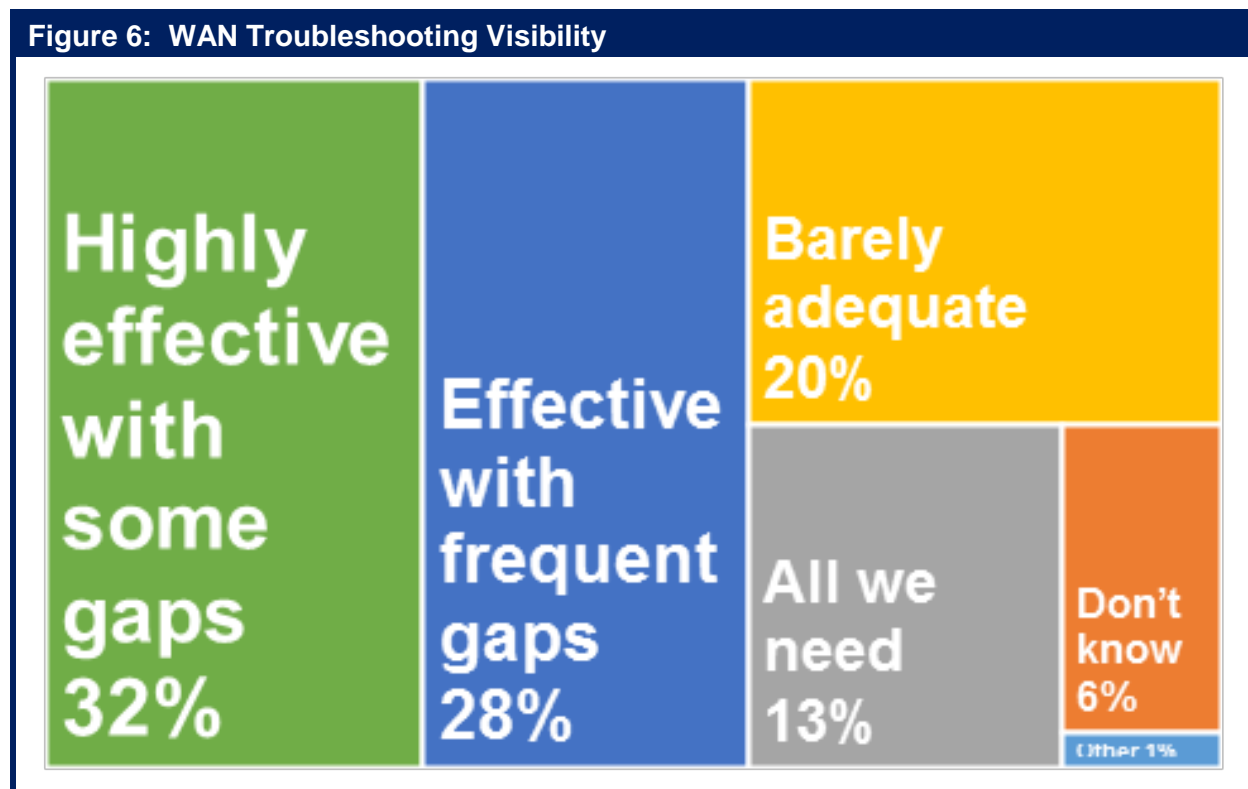 Figure 6: WAN Troubleshooting Visibility
Highly
effective
with
some
gaps
32%
Effective
with
frequent
gaps
28%
Barely
adequate
20%
All we
need
13%
Don't
know
6%
Other 1%